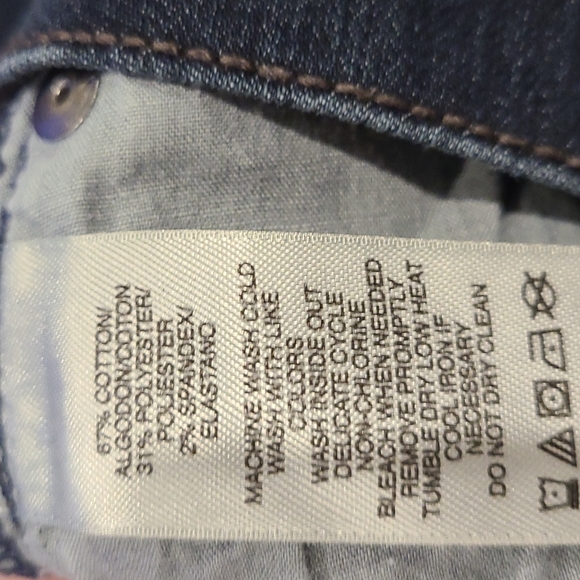 67% COTTON/
ALGODON/COTON
31% POLYESTER/
POLIESTER
2% SPANDEX/
ELASTANO
MACHINE WASH COLD
WASH WITH LIKE
COLORS
WASH INSIDE OUT
DELICATE CYCLE
NON-CHLORINE
BLEACH WHEN NEEDED
REMOVE PROMPTLY
TUMBLE DRY LOW HEAT
COOL IRON IF
NECESSARY
DO NOT DRY CLEAN